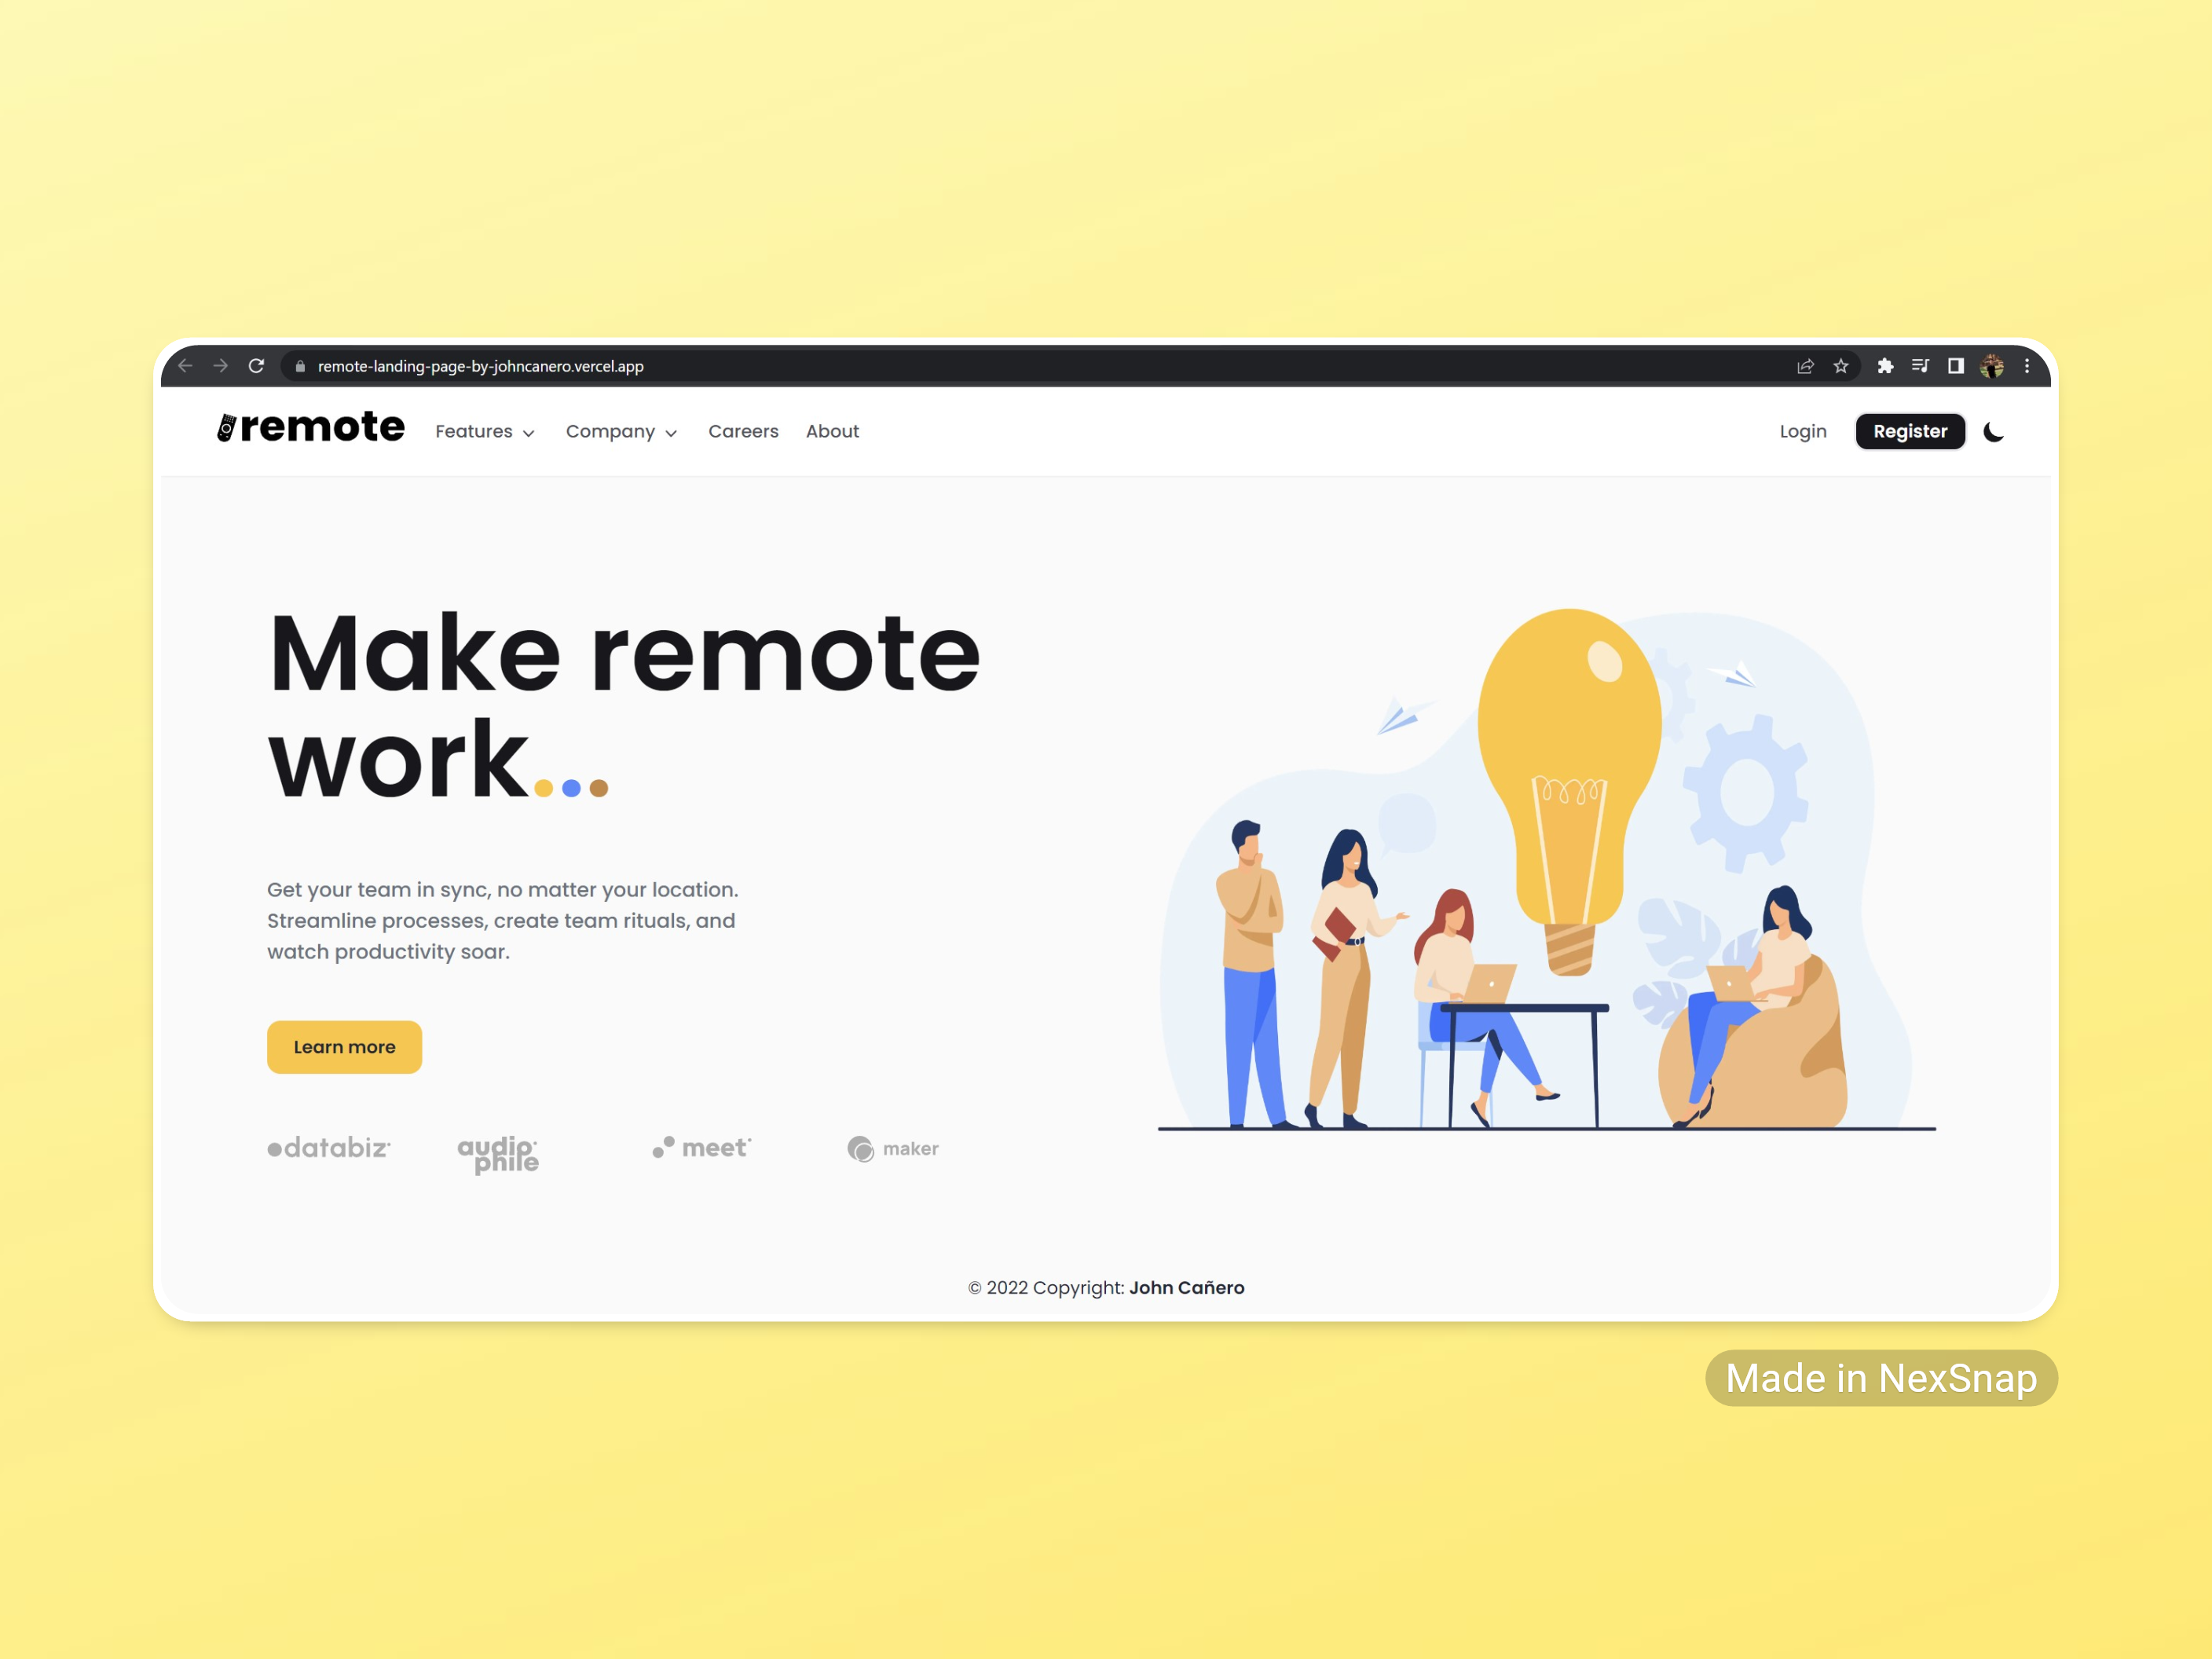 remote-landing-page-by-johncanero.vercel.app
remote Features Company Careers About Login Register
Make remote
work...
Get your team in sync, no matter your location.
Streamline processes, create team rituals, and
watch productivity soar.
Learn more
databiz audiophile meet maker
© 2022 Copyright: John Cañero
Made in NexSnap